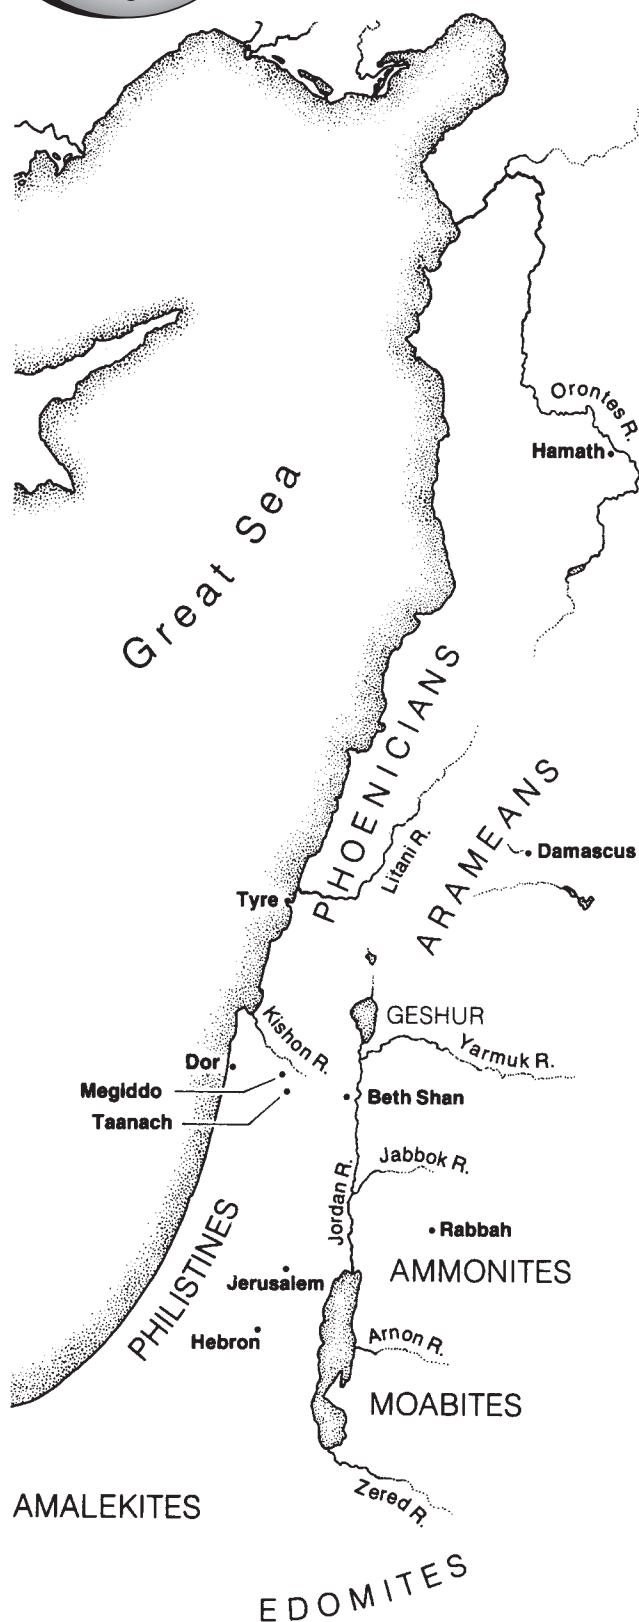 Orontes R.
Hamath
Great Sea
PHOENICIANS
Litani R.
ARAMEANS
Damascus
Tyre
GESHUR
Kishon R.
Yarmuk R.
Dor
Megiddo
Beth Shan
Taanach
Jabbok R.
Jordan R.
Rabbah
PHILISTINES
AMMONITES
Jerusalem
Hebron
Arnon R.
MOABITES
Zered R.
AMALEKITES
EDOMITES